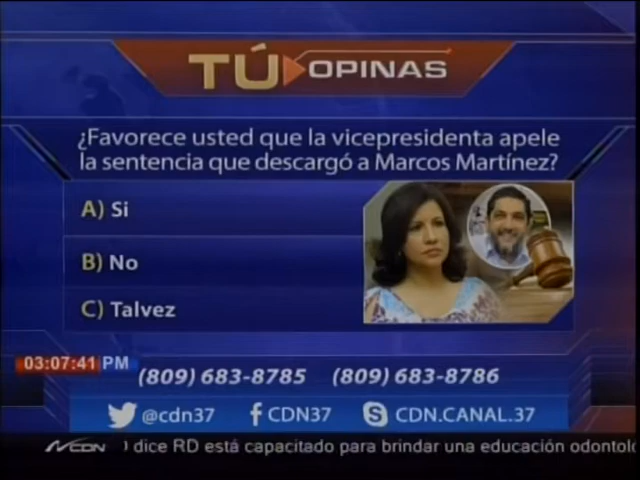 TÚ OPINAS
¿Favorece usted que la vicepresidenta apele
la sentencia que descargó a Marcos Martínez?
A) Si
B) No
C) Talvez
03:07:41 PM
(809) 683-8785 (809) 683-8786
@cdn37 CDN37 CDN.CANAL.37
CDN dice RD está capacitado para brindar una educación